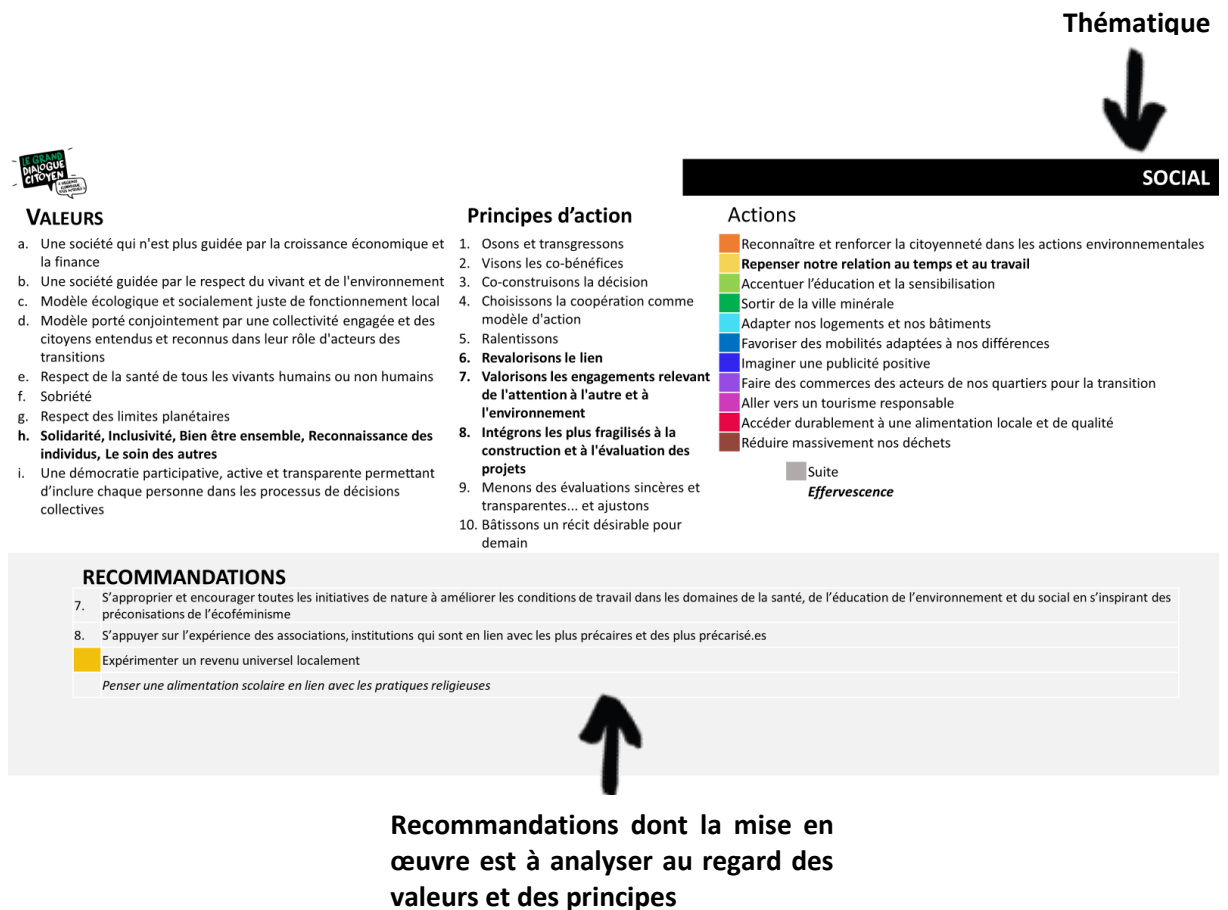 Thématique
LE GRAND
DIALOGUE
CITOYEN
SOCIAL
VALEURS
a. Une société qui n'est plus guidée par la croissance économique et
la finance
b. Une société guidée par le respect du vivant et de l'environnement
c. Modèle écologique et socialement juste de fonctionnement local
d. Modèle porté conjointement par une collectivité engagée et des
citoyens entendus et reconnus dans leur rôle d'acteurs des
transitions
e. Respect de la santé de tous les vivants humains ou non humains
f. Sobriété
g. Respect des limites planétaires
h. Solidarité, Inclusivité, Bien être ensemble, Reconnaissance des
individus, Le soin des autres
i. Une démocratie participative, active et transparente permettant
d’inclure chaque personne dans les processus de décisions
collectives
Principes d’action
1. Osons et transgressons
2. Visons les co-bénéfices
3. Co-construisons la décision
4. Choisissons la coopération comme
modèle d'action
5. Ralentissons
6. Revalorisons le lien
7. Valorisons les engagements relevant
de l'attention à l'autre et à
l'environnement
8. Intégrons les plus fragilisés à la
construction et à l'évaluation des
projets
9. Menons des évaluations sincères et
transparentes... et ajustons
10. Bâtissons un récit désirable pour
demain
Actions
Reconnaître et renforcer la citoyenneté dans les actions environnementales
Repenser notre relation au temps et au travail
Accentuer l’éducation et la sensibilisation
Sortir de la ville minérale
Adapter nos logements et nos bâtiments
Favoriser des mobilités adaptées à nos différences
Imaginer une publicité positive
Faire des commerces des acteurs de nos quartiers pour la transition
Aller vers un tourisme responsable
Accéder durablement à une alimentation locale et de qualité
Réduire massivement nos déchets
Suite
Effervescence
RECOMMANDATIONS
7. S’approprier et encourager toutes les initiatives de nature à améliorer les conditions de travail dans les domaines de la santé, de l’éducation de l’environnement et du social en s’inspirant des
préconisations de l’écoféminisme
8. S’appuyer sur l’expérience des associations, institutions qui sont en lien avec les plus précaires et des plus précarisé.es
Expérimenter un revenu universel localement
Penser une alimentation scolaire en lien avec les pratiques religieuses
Recommandations dont la mise en
œuvre est à analyser au regard des
valeurs et des principes